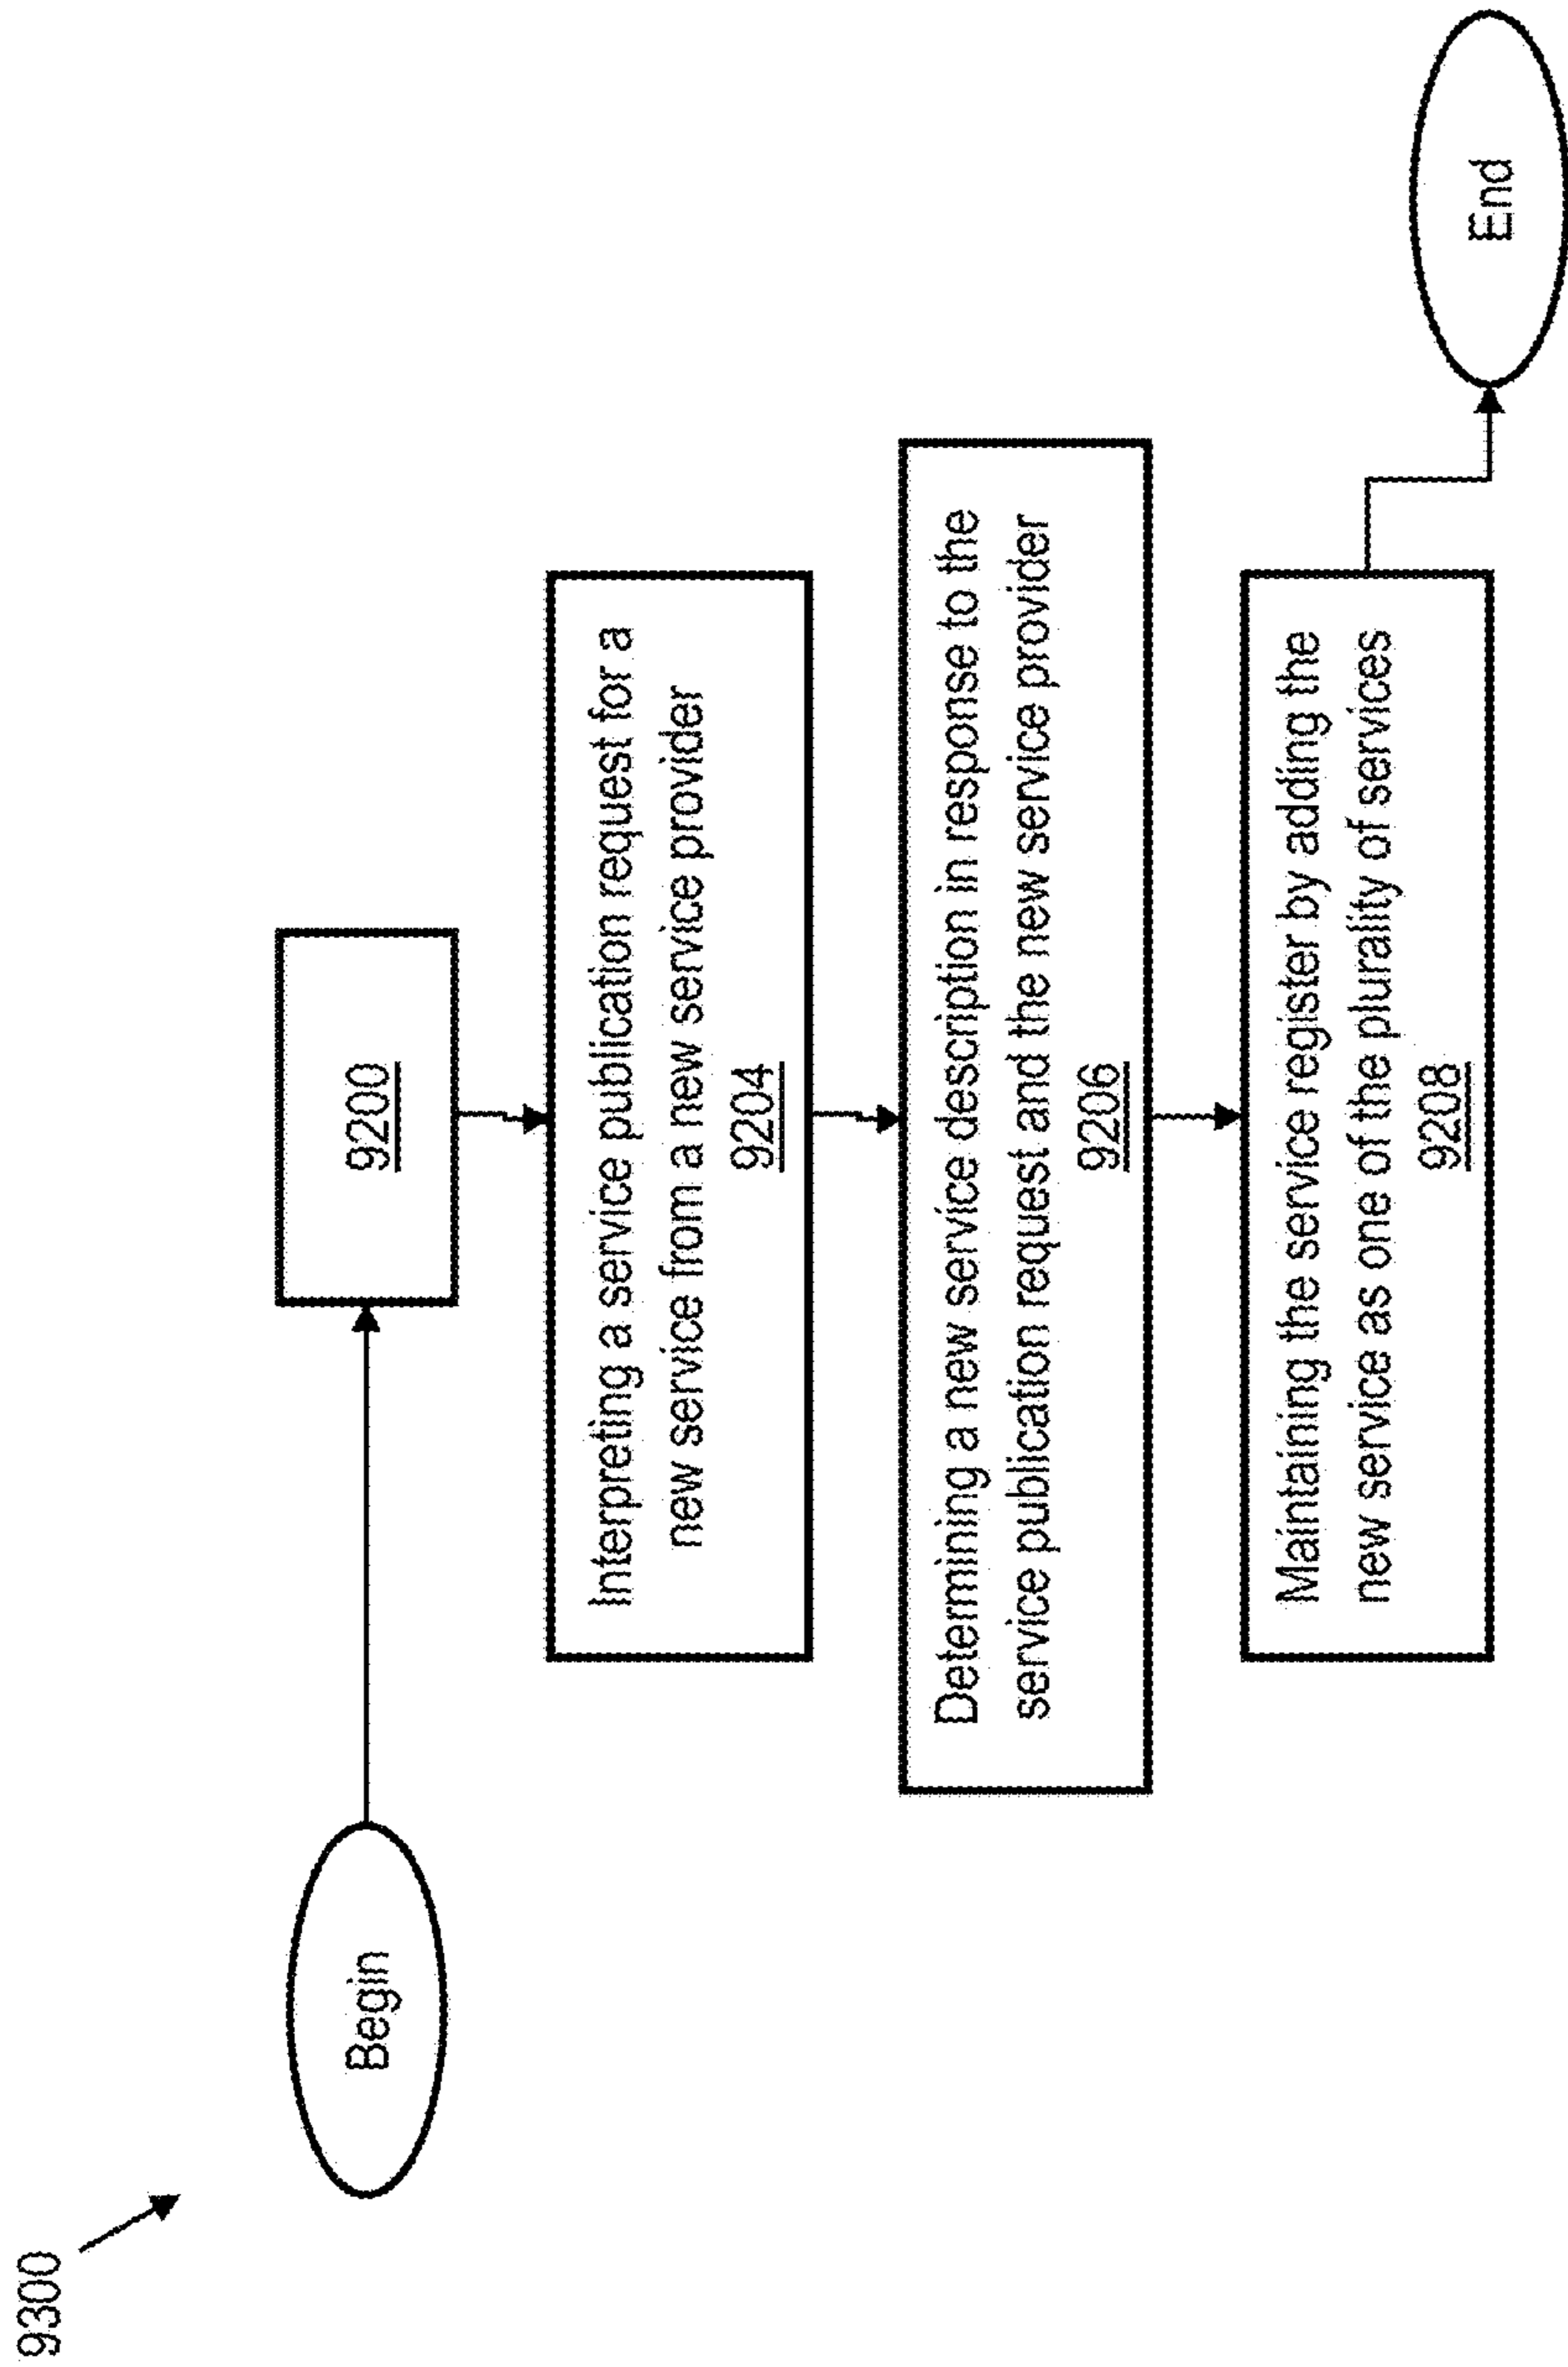 9300
Begin
9200
Interpreting a service publication request for a
new service from a new service provider
9204
Determining a new service description in response to the
service publication request and the new service provider
9206
Maintaining the service register by adding the
new service as one of the plurality of services
9208
End